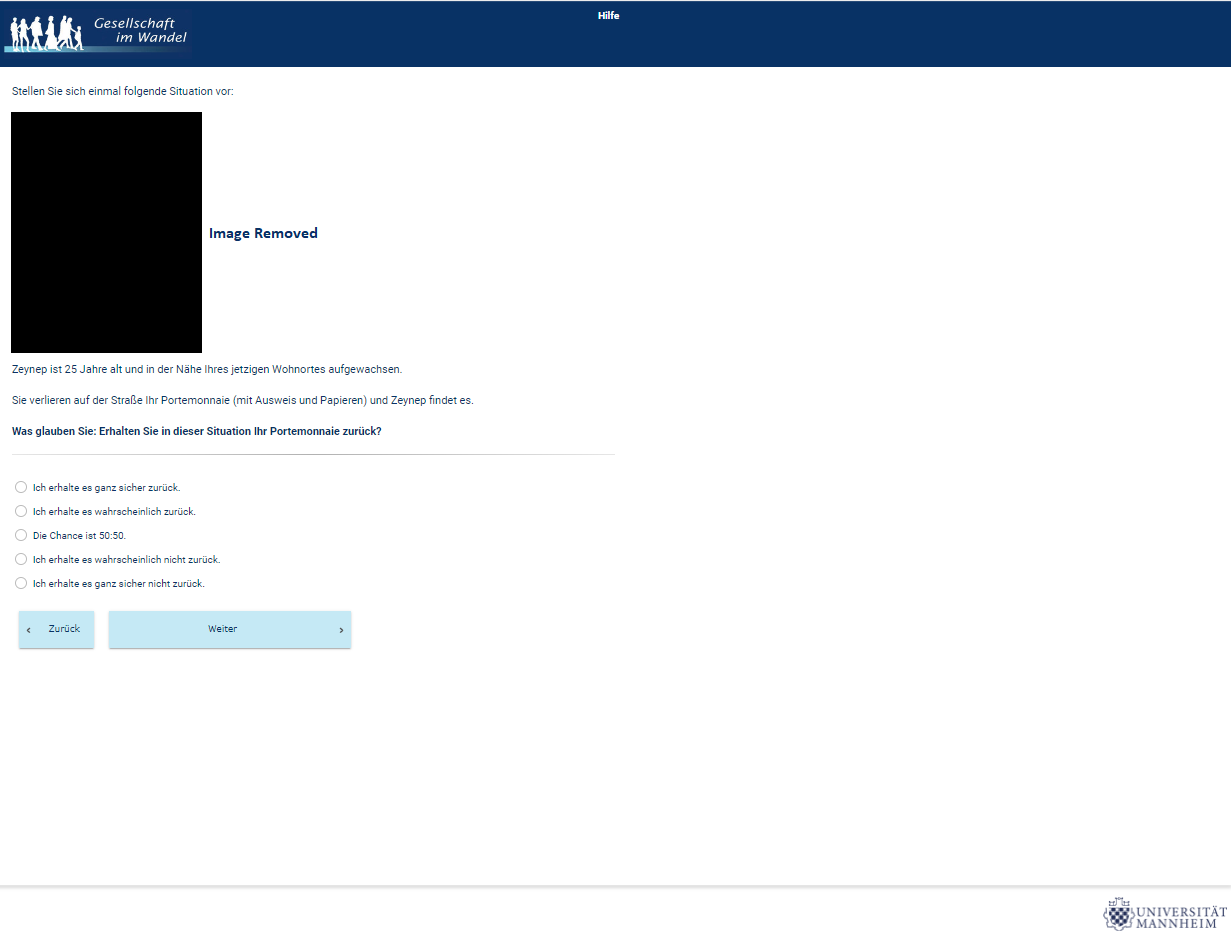 Gesellschaft
im Wandel
Hilfe
Stellen Sie sich einmal folgende Situation vor:
Image Removed
Zeynep ist 25 Jahre alt und in der Nähe Ihres jetzigen Wohnortes aufgewachsen.
Sie verlieren auf der Straße Ihr Portemonnaie (mit Ausweis und Papieren) und Zeynep findet es.
Was glauben Sie: Erhalten Sie in dieser Situation Ihr Portemonnaie zurück?
Ich erhalte es ganz sicher zurück.
Ich erhalte es wahrscheinlich zurück.
Die Chance ist 50:50.
Ich erhalte es wahrscheinlich nicht zurück.
Ich erhalte es ganz sicher nicht zurück.
‹ Zurück
Weiter ›
UNIVERSITÄT
MANNHEIM